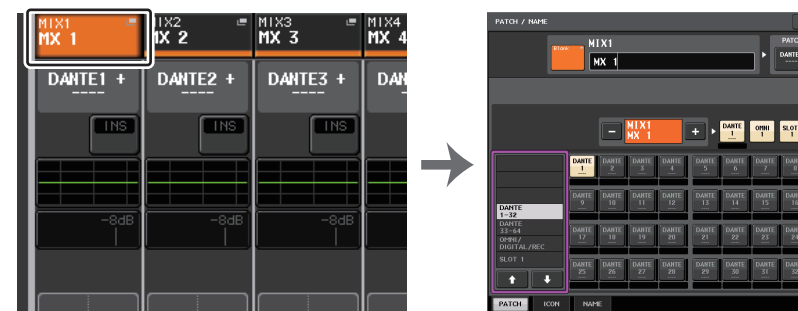 MIX1 MIX2 MIX3 MIX4
MX 1 MX 2 MX 3 MX 4
DANTE1 + DANTE2 + DANTE3 + DAN
---- ---- ----
INS INS INS
-8dB -8dB -8dB
PATCH / NAME
Blank MIX1 PATC
MX 1 DANTE
----
MIX1
MX 1
− + DANTE 1 OMNI 1 SLOT 1
DANTE 1 DANTE 2 DANTE 3 DANTE 4 DANTE 5 DANTE 6 DANTE 7 DANTE 8
DANTE 9 DANTE 10 DANTE 11 DANTE 12 DANTE 13 DANTE 14 DANTE 15 DANTE 16
DANTE 17 DANTE 18 DANTE 19 DANTE 20 DANTE 21 DANTE 22 DANTE 23 DANTE 24
DANTE 25 DANTE 26 DANTE 27 DANTE 28 DANTE 29 DANTE 30 DANTE 31 DANTE 32
DANTE
1-32
DANTE
33-64
OMNI/
DIGITAL/REC
SLOT 1
PATCH ICON NAME